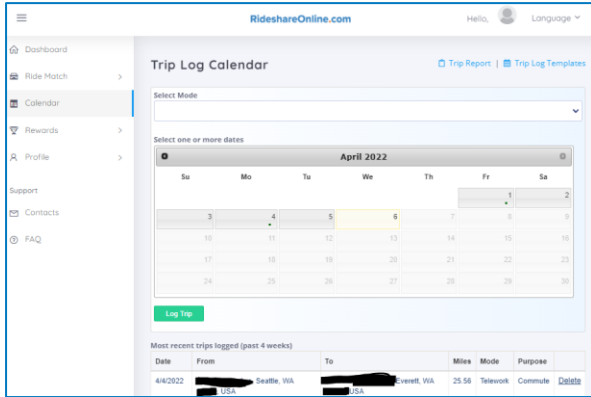 RideshareOnline.com
Hello,
Language
Dashboard
Ride Match
Calendar
Rewards
Profile
Support
Contacts
FAQ
Trip Log Calendar
Trip Report | Trip Log Templates
Select Mode
Select one or more dates
April 2022
Su Mo Tu We Th Fr Sa
1 2
3 4 5 6 7 8 9
10 11 12 13 14 15 16
17 18 19 20 21 22 23
24 25 26 27 28 29 30
Log Trip
Most recent trips logged (past 4 weeks)
Date From To Miles Mode Purpose
4/4/2022 Seattle, WA Everett, WA 25.56 Telework Commute Delete
, USA USA